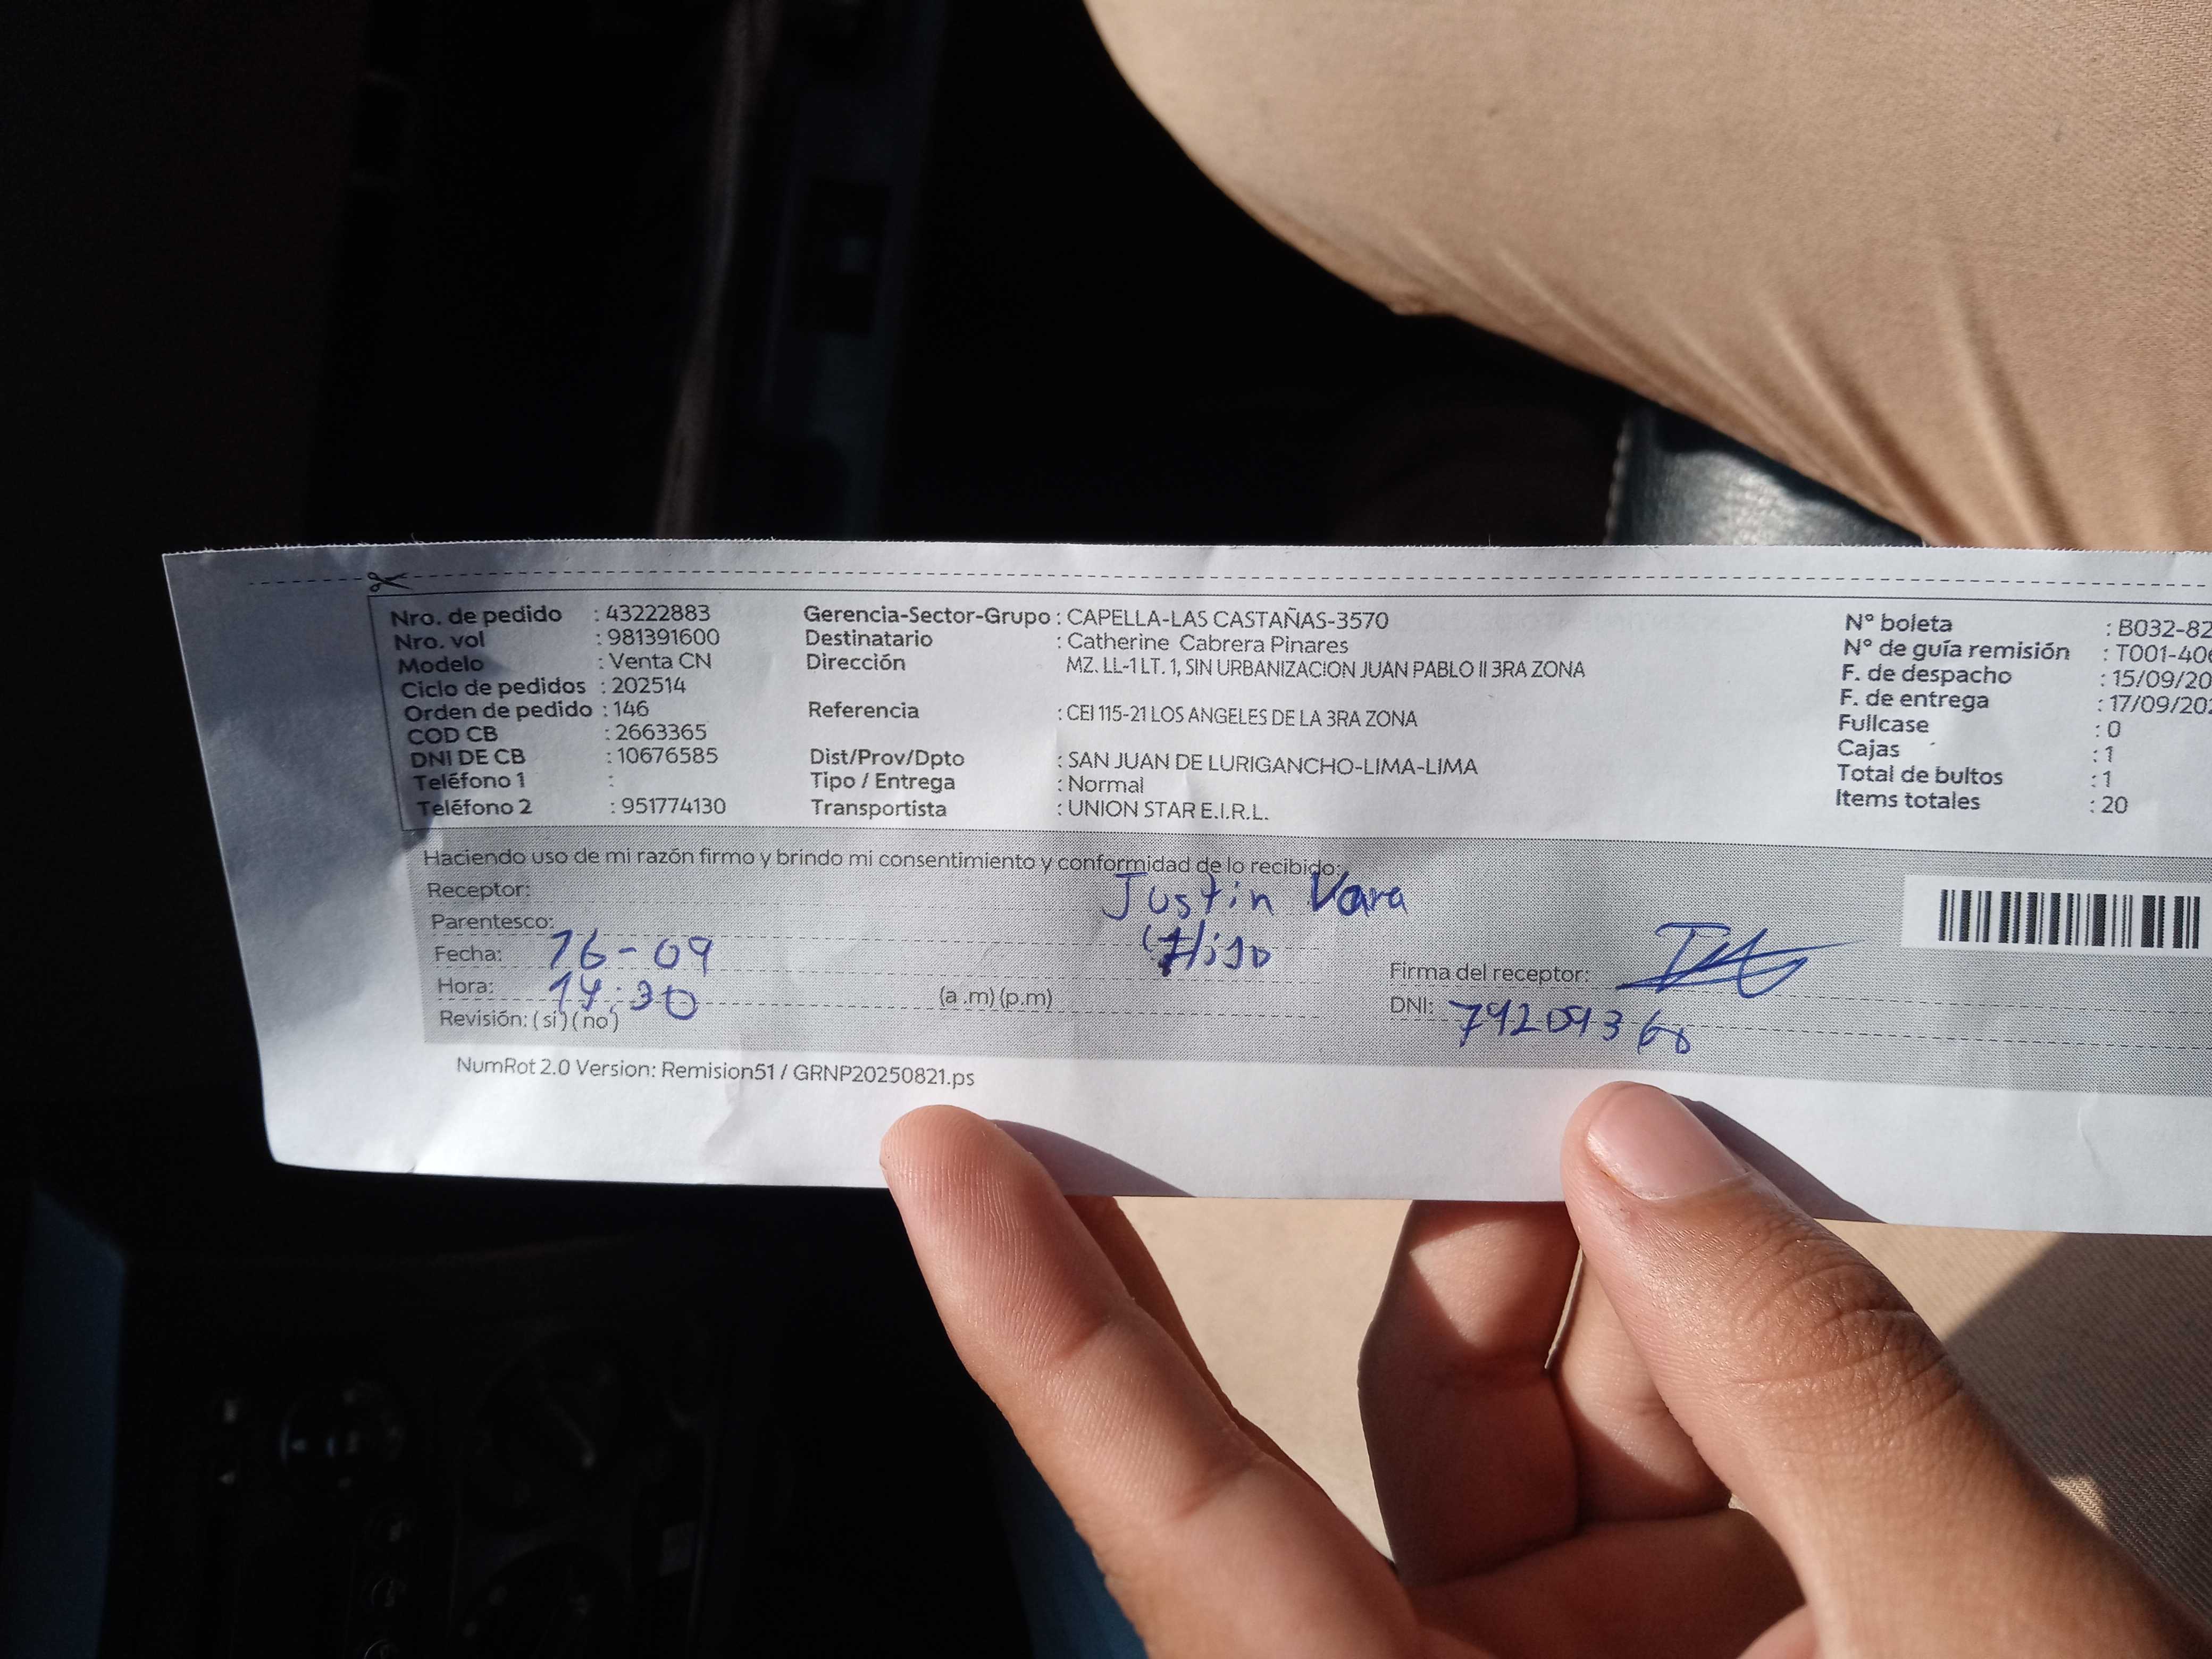 Nro. de pedido : 43222883
Nro. vol : 981391600
Modelo : Venta CN
Ciclo de pedidos : 202514
Orden de pedido : 146
COD CB : 2663365
DNI DE CB : 10676585
Teléfono 1 :
Teléfono 2 : 951774130
Gerencia-Sector-Grupo : CAPELLA-LAS CASTAÑAS-3570
Destinatario : Catherine Cabrera Pinares
Dirección MZ. LL-1 LT. 1, SIN URBANIZACION JUAN PABLO II 3RA ZONA
Referencia : CEI 115-21 LOS ANGELES DE LA 3RA ZONA
Dist/Prov/Dpto : SAN JUAN DE LURIGANCHO-LIMA-LIMA
Tipo / Entrega : Normal
Transportista : UNION STAR E.I.R.L.
N° boleta : B032-82
N° de guía remisión : T001-406
F. de despacho : 15/09/20
F. de entrega : 17/09/202
Fullcase : 0
Cajas : 1
Total de bultos : 1
Items totales : 20
Haciendo uso de mi razón firmo y brindo mi consentimiento y conformidad de lo recibido:
Receptor: Justin Vara
Parentesco: Hijo
Fecha: 16-09
Hora: 14:30 (a .m) (p.m)
Revisión: ( si ) ( no )
Firma del receptor:
DNI:
NumRot 2.0 Version: Remision51 / GRNP20250821.ps